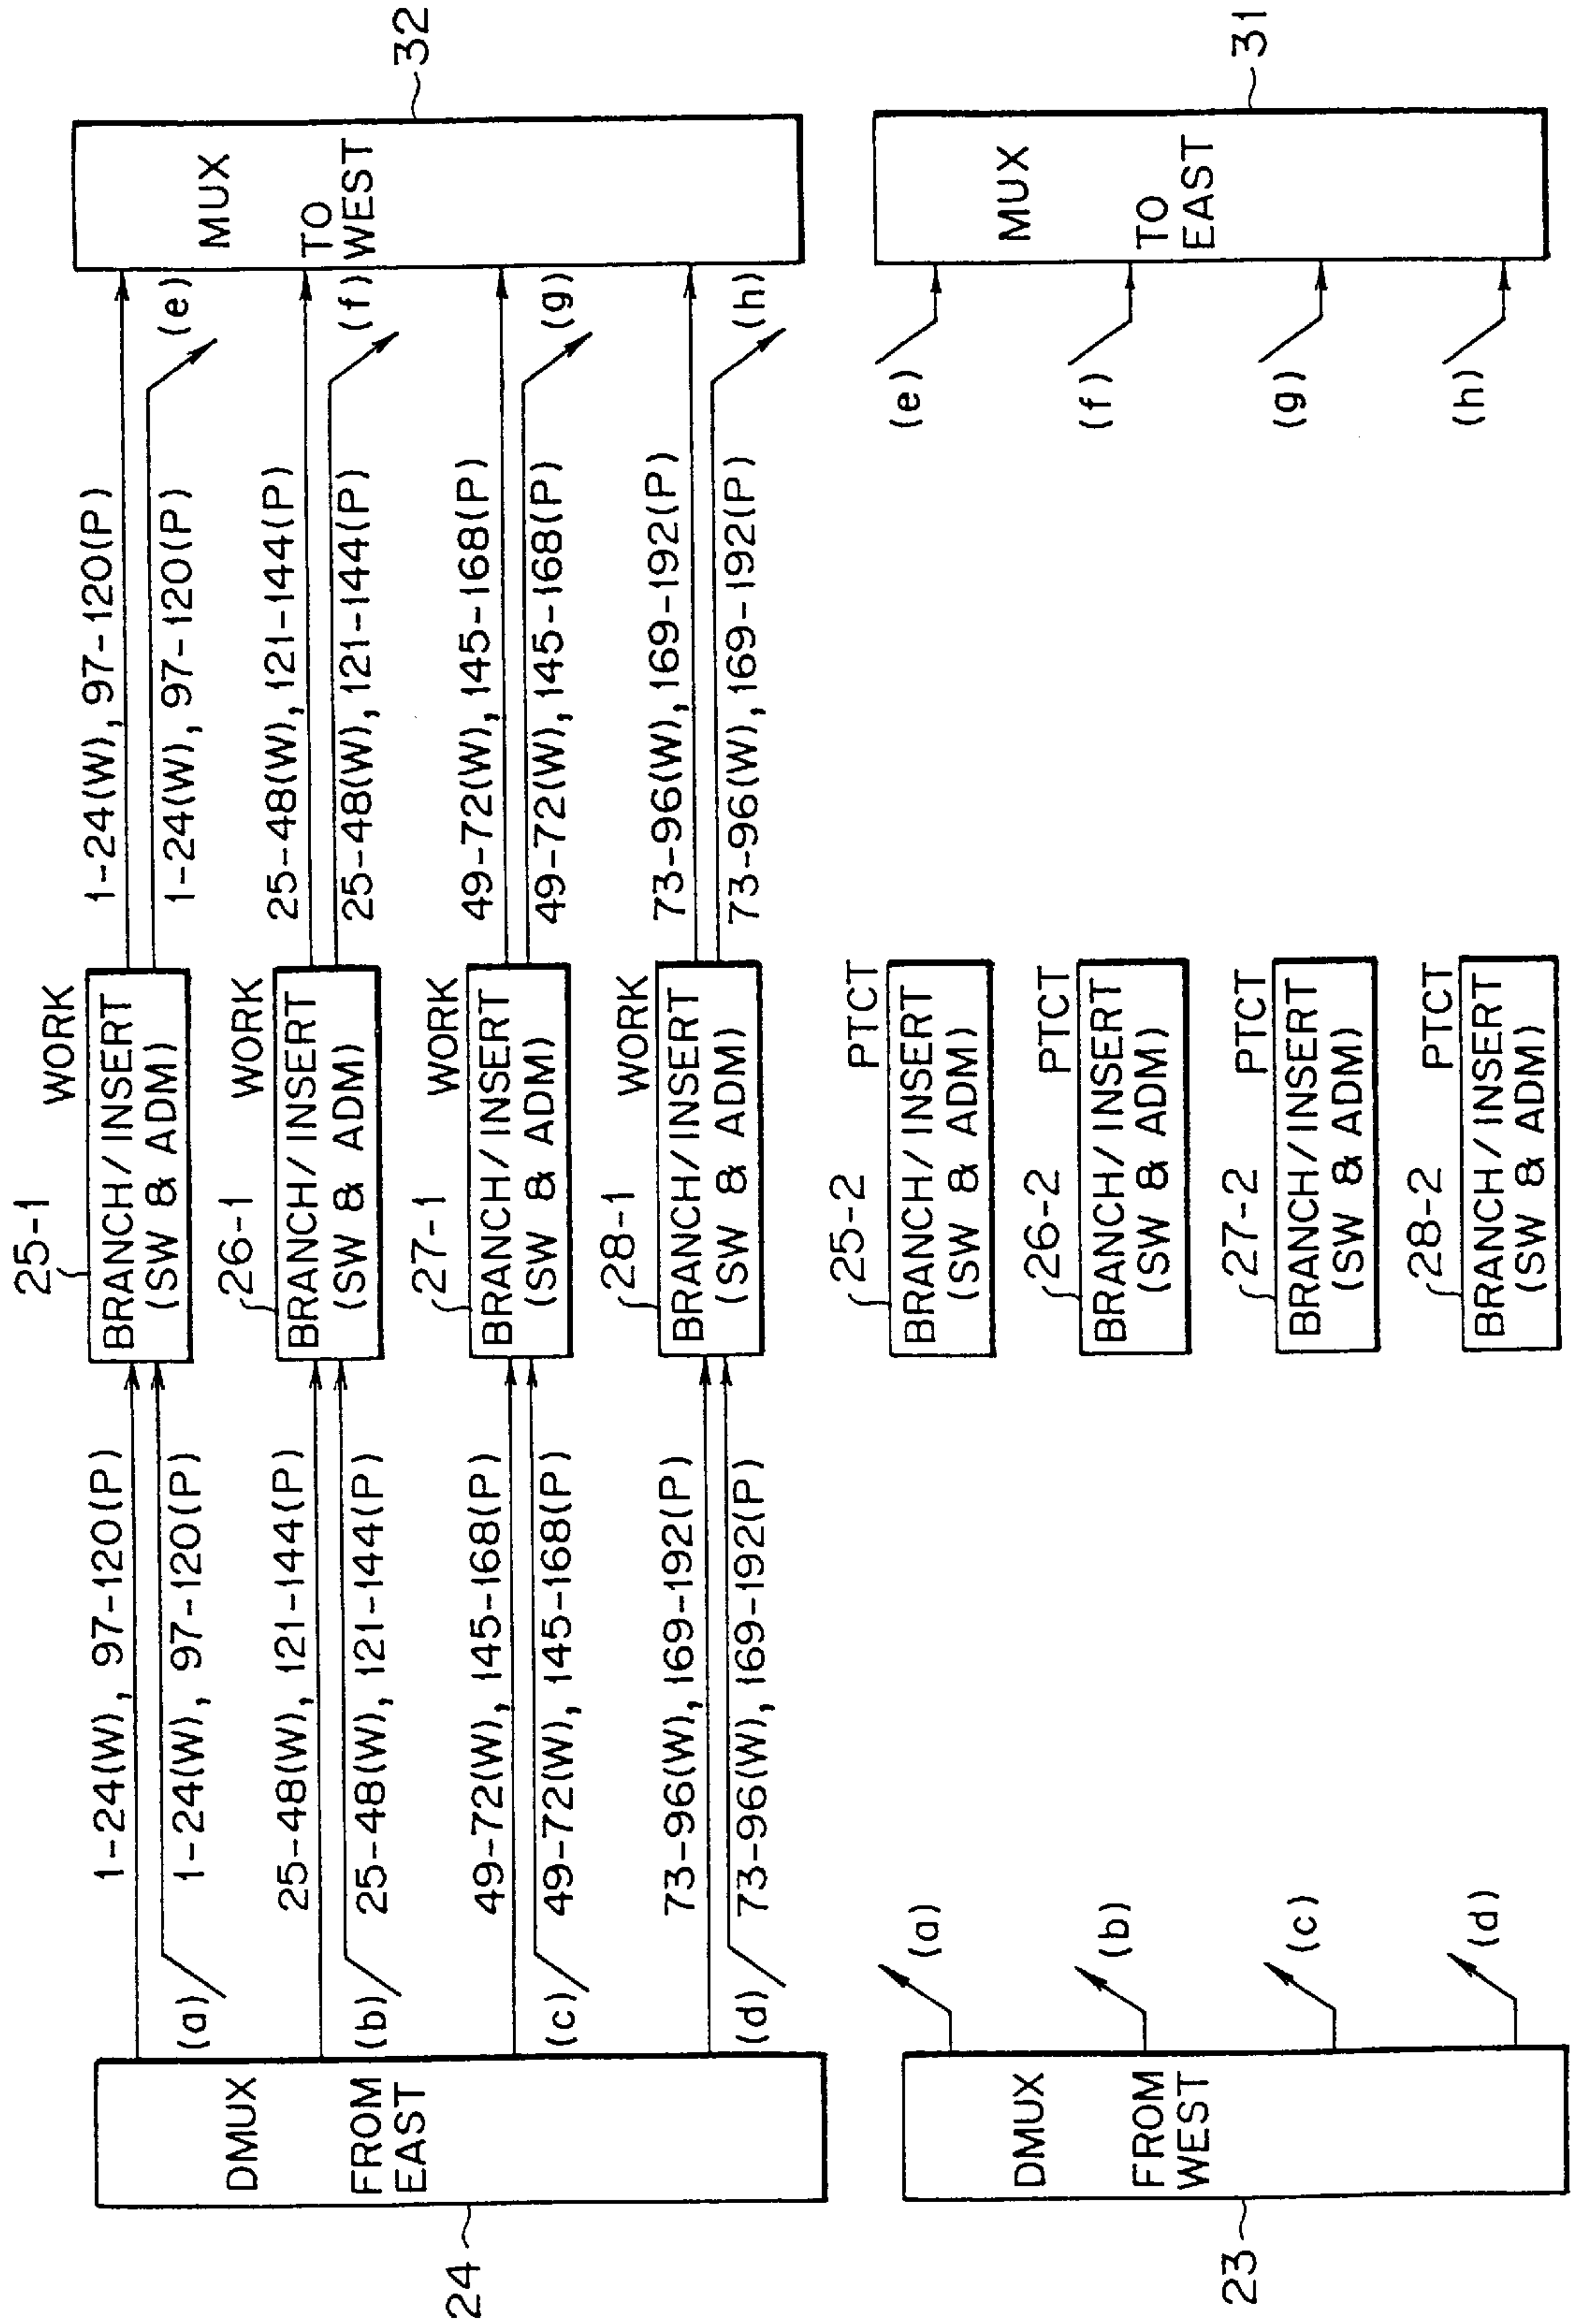 24
DMUX
FROM
EAST
23
DMUX
FROM
WEST
1-24(W), 97-120(P)
(a)
1-24(W), 97-120(P)
25-48(W), 121-144(P)
(b)
25-48(W), 121-144(P)
49-72(W), 145-168(P)
(c)
49-72(W), 145-168(P)
73-96(W), 169-192(P)
(d)
73-96(W), 169-192(P)
(a)
(b)
(c)
(d)
25-1
WORK
BRANCH/INSERT
(SW & ADM)
26-1
WORK
BRANCH/INSERT
(SW & ADM)
27-1
WORK
BRANCH/INSERT
(SW & ADM)
28-1
WORK
BRANCH/INSERT
(SW & ADM)
25-2
PTCT
BRANCH/INSERT
(SW & ADM)
26-2
PTCT
BRANCH/INSERT
(SW & ADM)
27-2
PTCT
BRANCH/INSERT
(SW & ADM)
28-2
PTCT
BRANCH/INSERT
(SW & ADM)
1-24(W), 97-120(P)
1-24(W), 97-120(P)
(e)
25-48(W), 121-144(P)
25-48(W), 121-144(P)
(f)
49-72(W), 145-168(P)
49-72(W), 145-168(P)
(g)
73-96(W), 169-192(P)
73-96(W), 169-192(P)
(h)
(e)
(f)
(g)
(h)
MUX
TO
WEST
32
MUX
TO
EAST
31